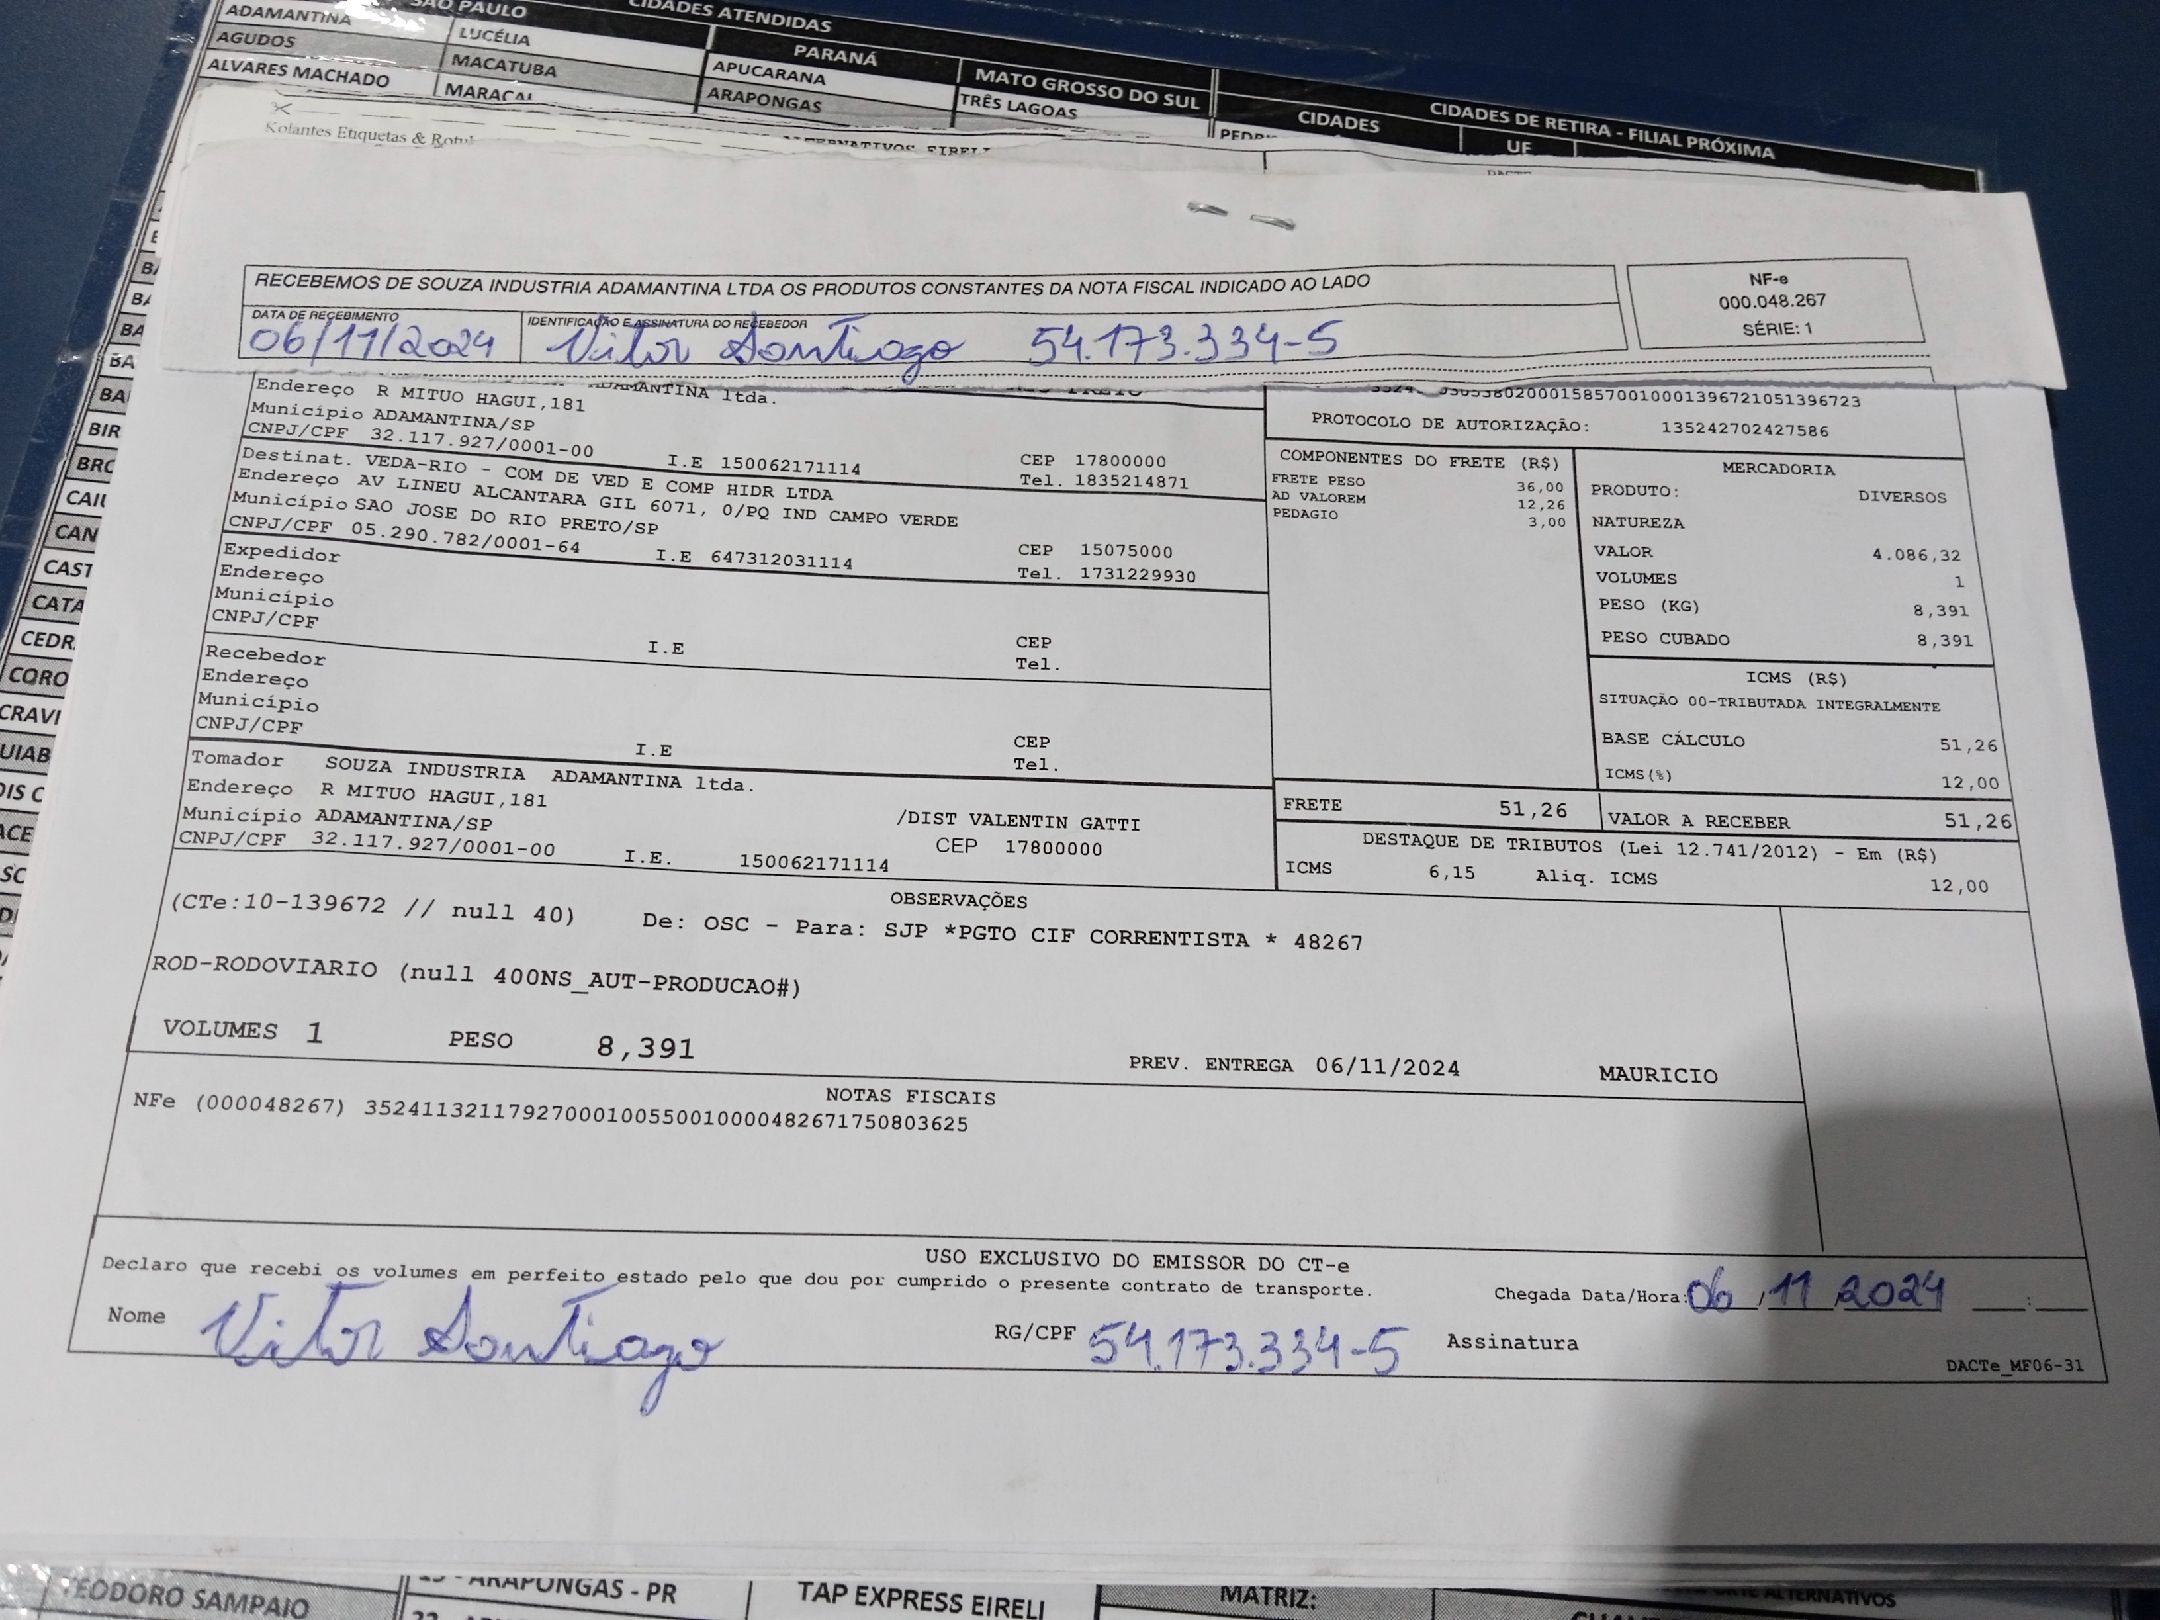 SÃO PAULO
CIDADES ATENDIDAS
ADAMANTINA LUCÉLIA PARANÁ MATO GROSSO DO SUL
AGUDOS MACATUBA APUCARANA TRÊS LAGOAS
ALVARES MACHADO MARACAI ARAPONGAS
CIDADES DE RETIRA - FILIAL PRÓXIMA
CIDADES UF
Kolantes Etiquetas &
RECEBEMOS DE SOUZA INDUSTRIA ADAMANTINA LTDA OS PRODUTOS CONSTANTES DA NOTA FISCAL INDICADO AO LADO
NF-e
000.048.267
SÉRIE: 1
DATA DE RECEBIMENTO
06/11/2024
IDENTIFICAÇÃO E ASSINATURA DO RECEBEDOR
Vitor Santiago 54.173.334-5
ADAMANTINA ltda.
Endereço R MITUO HAGUI,181
Município ADAMANTINA/SP
CNPJ/CPF 32.117.927/0001-00 I.E 150062171114
CEP 17800000
Tel. 1835214871
Destinat. VEDA-RIO - COM DE VED E COMP HIDR LTDA
Endereço AV LINEU ALCANTARA GIL 6071, 0/PQ IND CAMPO VERDE
Município SAO JOSE DO RIO PRETO/SP
CNPJ/CPF 05.290.782/0001-64 I.E 647312031114
CEP 15075000
Tel. 1731229930
Expedidor
Endereço
Município
CNPJ/CPF I.E
CEP
Tel.
Recebedor
Endereço
Município
CNPJ/CPF I.E
CEP
Tel.
Tomador SOUZA INDUSTRIA ADAMANTINA ltda.
Endereço R MITUO HAGUI,181 /DIST VALENTIN GATTI
Município ADAMANTINA/SP CEP 17800000
CNPJ/CPF 32.117.927/0001-00 I.E. 150062171114
PROTOCOLO DE AUTORIZAÇÃO: 135242702427586
COMPONENTES DO FRETE (R$)
FRETE PESO 36,00
AD VALOREM 12,26
PEDAGIO 3,00
MERCADORIA
PRODUTO: DIVERSOS
NATUREZA
VALOR 4.086,32
VOLUMES 1
PESO (KG) 8,391
PESO CUBADO 8,391
ICMS (R$)
SITUAÇÃO 00-TRIBUTADA INTEGRALMENTE
BASE CÁLCULO 51,26
ICMS(%) 12,00
FRETE 51,26 VALOR A RECEBER 51,26
DESTAQUE DE TRIBUTOS (Lei 12.741/2012) - Em (R$)
ICMS 6,15 Aliq. ICMS 12,00
OBSERVAÇÕES
(CTe:10-139672 // null 40) De: OSC - Para: SJP *PGTO CIF CORRENTISTA * 48267
ROD-RODOVIARIO (null 400NS_AUT-PRODUCAO#)
VOLUMES 1 PESO 8,391 PREV. ENTREGA 06/11/2024 MAURICIO
NOTAS FISCAIS
NFe (000048267) 35241132117927000100550010000482671750803625
USO EXCLUSIVO DO EMISSOR DO CT-e
Declaro que recebi os volumes em perfeito estado pelo que dou por cumprido o presente contrato de transporte.
Chegada Data/Hora: 06/11/2024 __:__
Nome Vitor Santiago RG/CPF 54.173.334-5 Assinatura
DACTe_MF06-31
TEODORO SAMPAIO
ARAPONGAS - PR
TAP EXPRESS EIRELI
MATRIZ:
ALTERNATIVOS